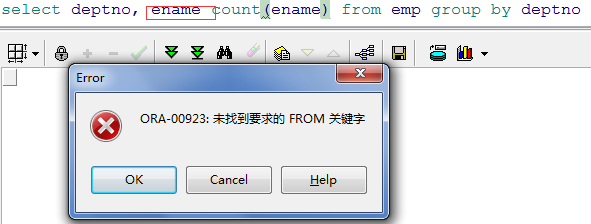 select deptno, ename count(ename) from emp group by deptno
Error
ORA-00923: 未找到要求的 FROM 关键字
OK Cancel Help